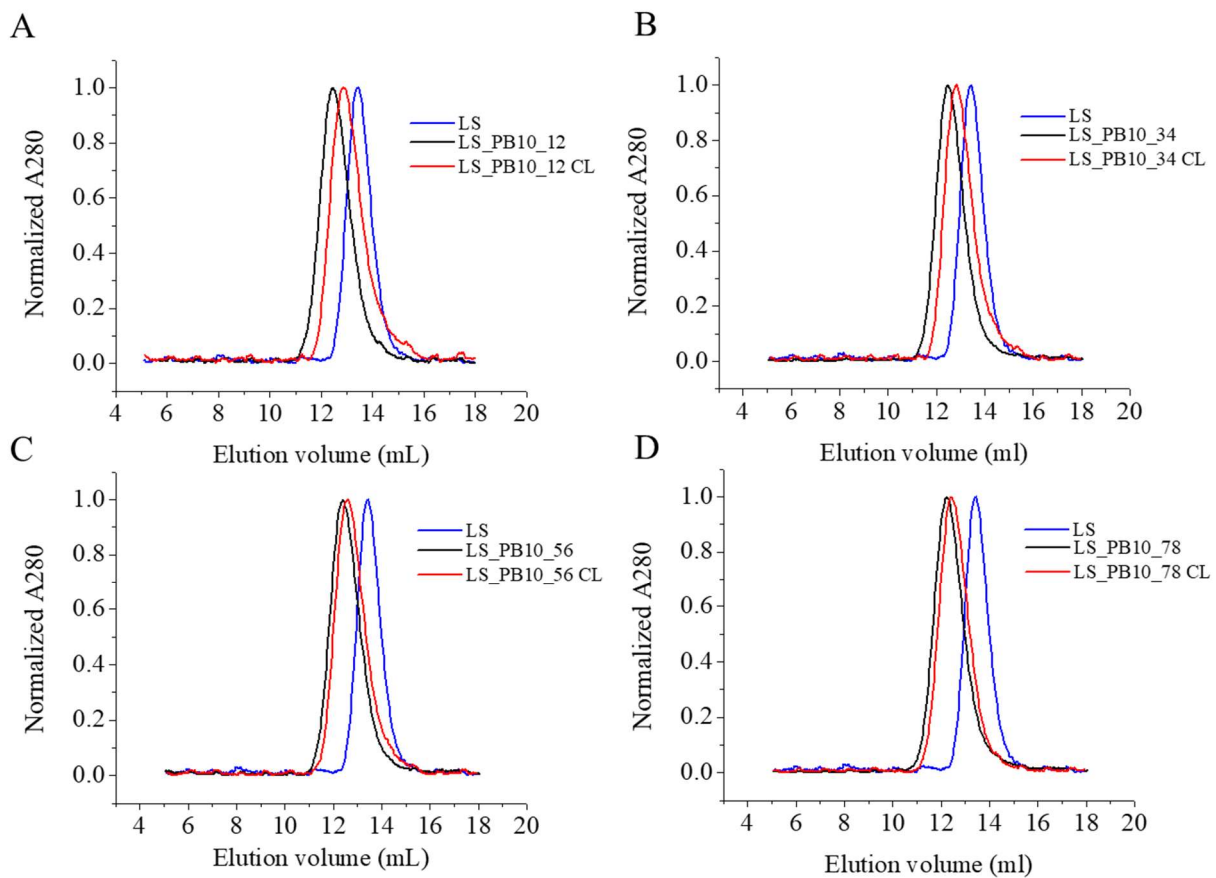 A
Normalized A280
1.0
0.8
0.6
0.4
0.2
0.0
LS
LS_PB10_12
LS_PB10_12 CL
4 6 8 10 12 14 16 18 20
Elution volume (mL)
B
Normalized A280
1.0
0.8
0.6
0.4
0.2
0.0
LS
LS_PB10_34
LS_PB10_34 CL
4 6 8 10 12 14 16 18 20
Elution volume (ml)
C
Normalized A280
1.0
0.8
0.6
0.4
0.2
0.0
LS
LS_PB10_56
LS_PB10_56 CL
4 6 8 10 12 14 16 18 20
Elution volume (mL)
D
Normalized A280
1.0
0.8
0.6
0.4
0.2
0.0
LS
LS_PB10_78
LS_PB10_78 CL
4 6 8 10 12 14 16 18 20
Elution volume (ml)